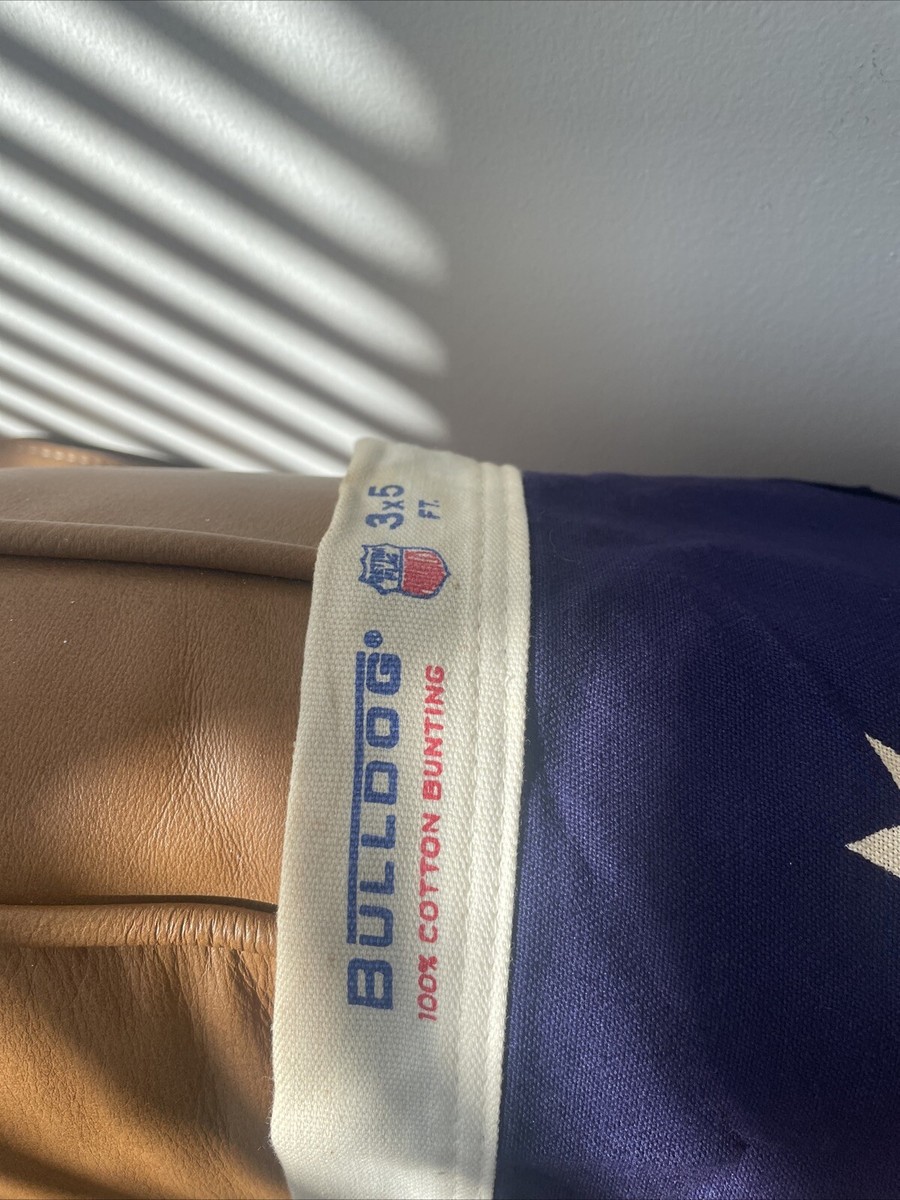 BULLDOG®
100% COTTON BUNTING
3x5
FT.